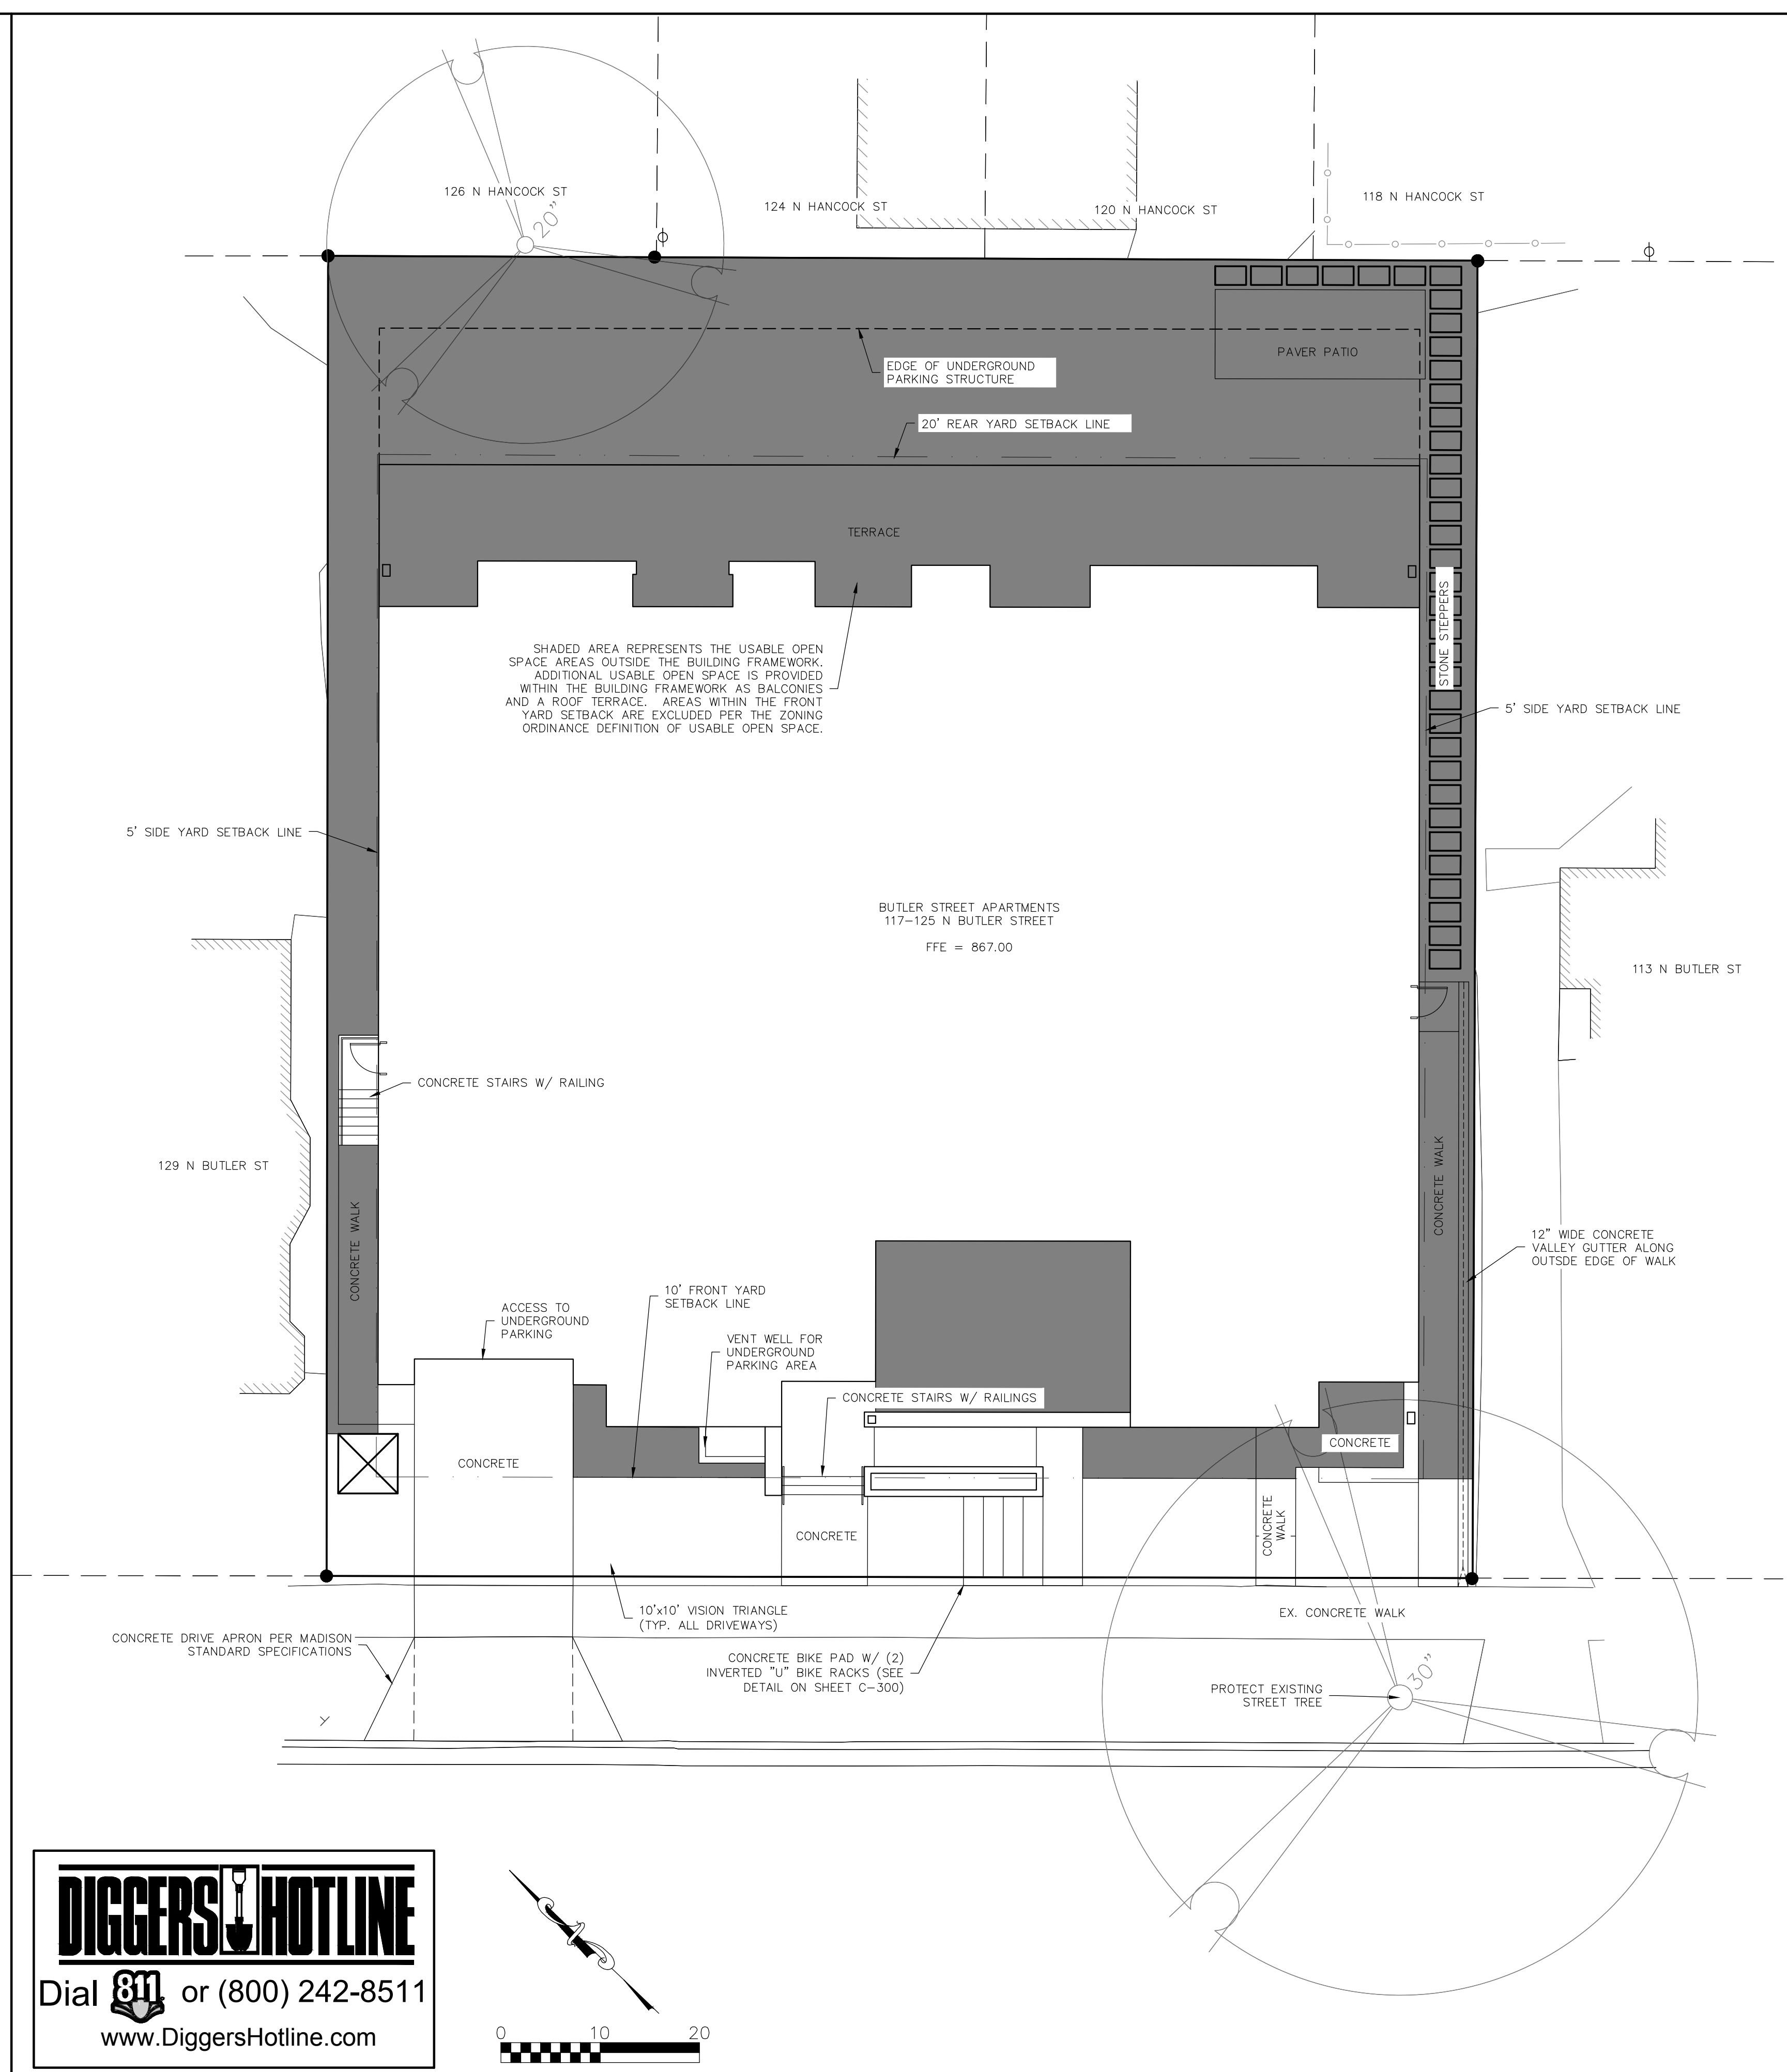 126 N HANCOCK ST
20"
124 N HANCOCK ST
120 N HANCOCK ST
118 N HANCOCK ST
PAVER PATIO
EDGE OF UNDERGROUND
PARKING STRUCTURE
20' REAR YARD SETBACK LINE
TERRACE
STONE STEPPERS
SHADED AREA REPRESENTS THE USABLE OPEN
SPACE AREAS OUTSIDE THE BUILDING FRAMEWORK.
ADDITIONAL USABLE OPEN SPACE IS PROVIDED
WITHIN THE BUILDING FRAMEWORK AS BALCONIES
AND A ROOF TERRACE. AREAS WITHIN THE FRONT
YARD SETBACK ARE EXCLUDED PER THE ZONING
ORDINANCE DEFINITION OF USABLE OPEN SPACE.
5' SIDE YARD SETBACK LINE
5' SIDE YARD SETBACK LINE
BUTLER STREET APARTMENTS
117-125 N BUTLER STREET
FFE = 867.00
113 N BUTLER ST
CONCRETE STAIRS W/ RAILING
129 N BUTLER ST
CONCRETE WALK
CONCRETE WALK
12" WIDE CONCRETE
VALLEY GUTTER ALONG
OUTSDE EDGE OF WALK
10' FRONT YARD
SETBACK LINE
ACCESS TO
UNDERGROUND
PARKING
VENT WELL FOR
UNDERGROUND
PARKING AREA
CONCRETE STAIRS W/ RAILINGS
CONCRETE
CONCRETE
CONCRETE
CONCRETE
WALK
10'x10' VISION TRIANGLE
(TYP. ALL DRIVEWAYS)
EX. CONCRETE WALK
CONCRETE DRIVE APRON PER MADISON
STANDARD SPECIFICATIONS
CONCRETE BIKE PAD W/ (2)
INVERTED "U" BIKE RACKS (SEE
DETAIL ON SHEET C-300)
30"
PROTECT EXISTING
STREET TREE
DIGGERS HOTLINE
Dial 811 or (800) 242-8511
www.DiggersHotline.com
0 10 20